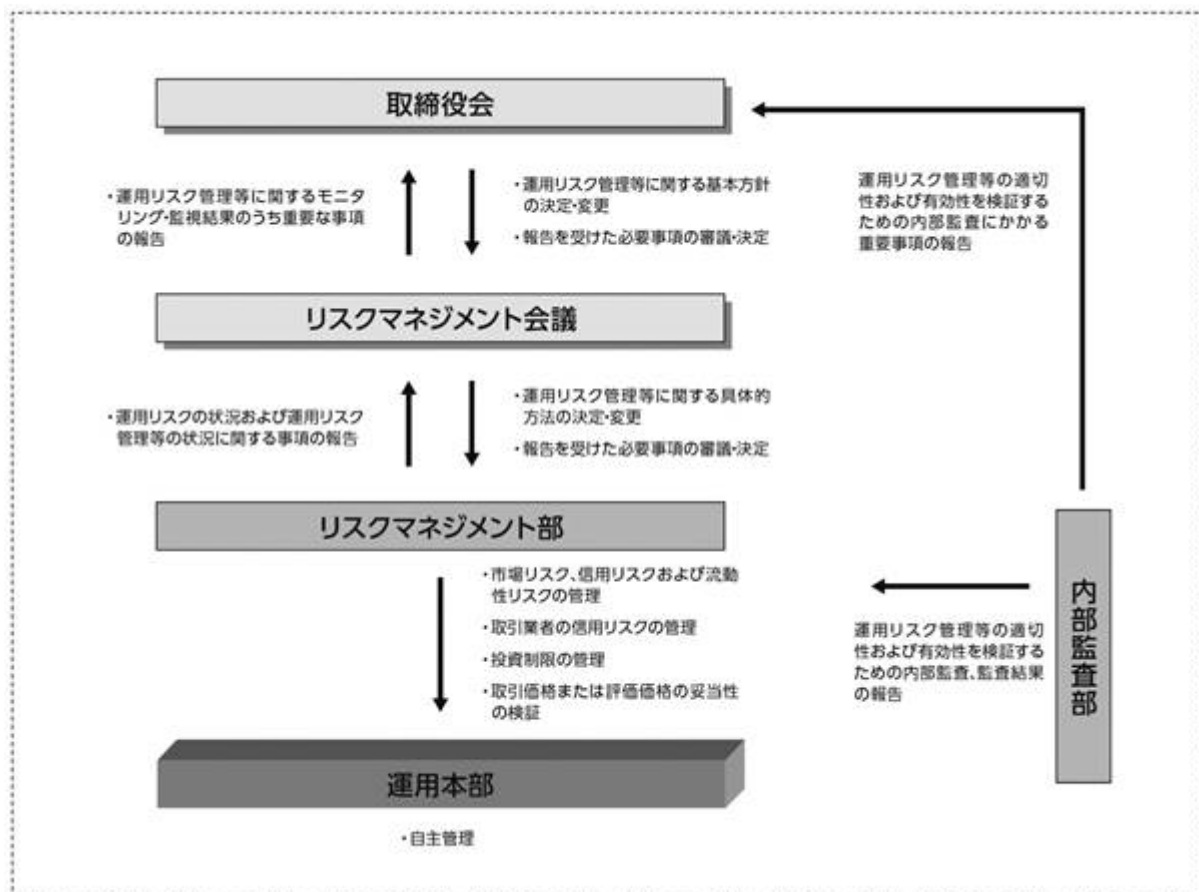 取締役会
・運用リスク管理等に関するモニタ
リング・監視結果のうち重要な事項
の報告
・運用リスク管理等に関する基本方針
の決定・変更
・報告を受けた必要事項の審議・決定
運用リスク管理等の適切
性および有効性を検証する
ための内部監査にかかる
重要事項の報告
リスクマネジメント会議
・運用リスクの状況および運用リスク
管理等の状況に関する事項の報告
・運用リスク管理等に関する具体的
方法の決定・変更
・報告を受けた必要事項の審議・決定
リスクマネジメント部
・市場リスク、信用リスクおよび流動
性リスクの管理
・取引業者の信用リスクの管理
・投資制限の管理
・取引価格または評価価格の妥当性
の検証
運用リスク管理等の適切
性および有効性を検証する
ための内部監査、監査結果
の報告
内部監査部
運用本部
・自主管理